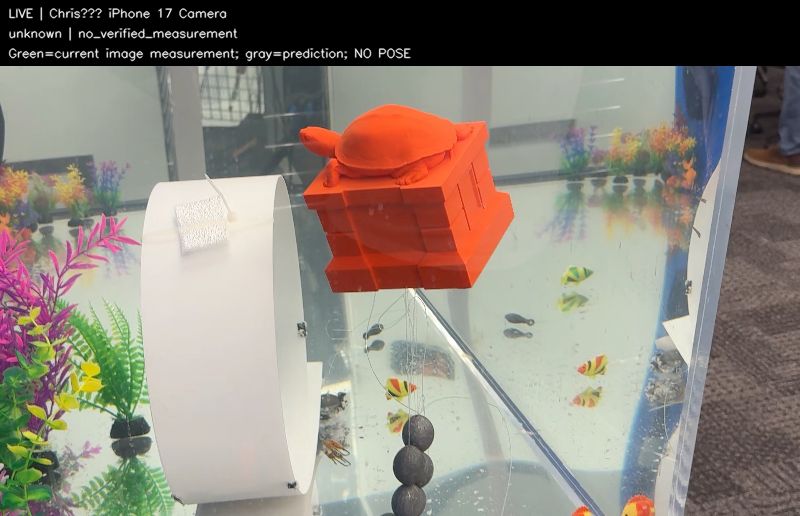 LIVE | Chris??? iPhone 17 Camera
unknown | no_verified_measurement
Green=current image measurement; gray=prediction; NO POSE